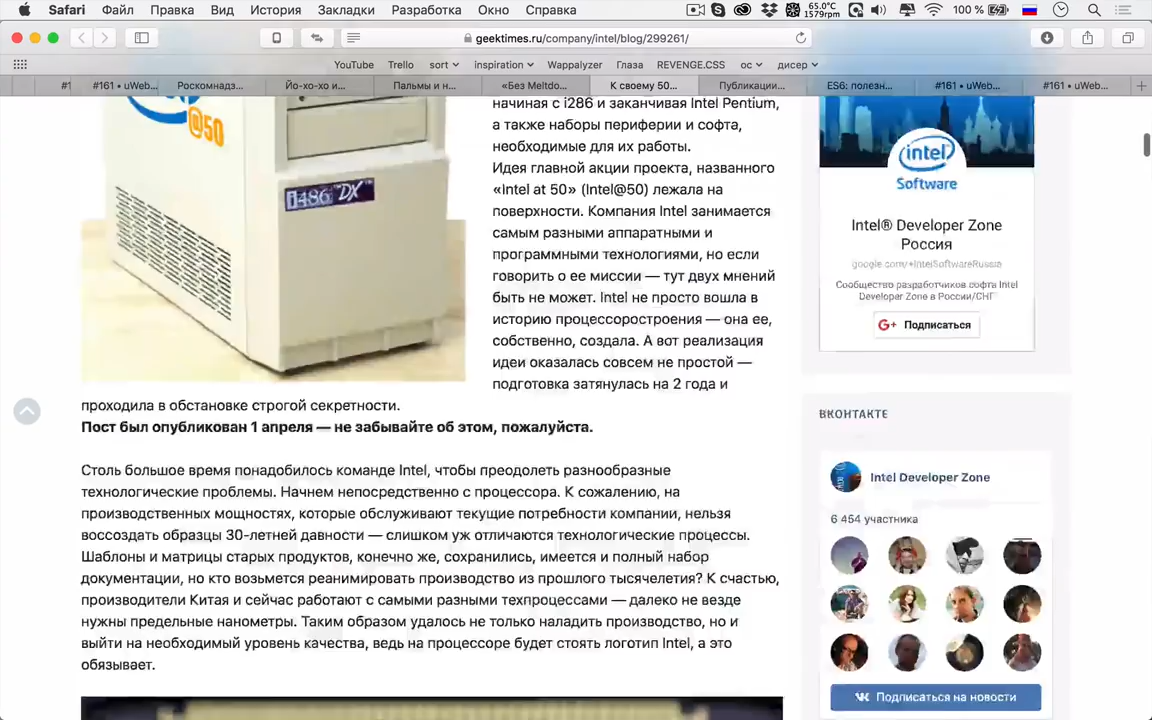 Safari Файл Правка Вид История Закладки Разработка Окно Справка 65.0°C 1579rpm 100 %
geektimes.ru/company/intel/blog/299261/
YouTube Trello sort inspiration Wappalyzer Глаза REVENGE.CSS ос дисер
#1 #161 • uWeb... Роскомнадз... Йо-хо-хо и... Пальмы и н... «Без Meltdo... К своему 50... Публикации... ES6: полезн... #161 • uWeb... #161 • uWeb...
@50
i486 DX
начиная с i286 и заканчивая Intel Pentium,
а также наборы периферии и софта,
необходимые для их работы.
Идея главной акции проекта, названного
«Intel at 50» (Intel@50) лежала на
поверхности. Компания Intel занимается
самым разными аппаратными и
программными технологиями, но если
говорить о ее миссии — тут двух мнений
быть не может. Intel не просто вошла в
историю процессоростроения — она ее,
собственно, создала. А вот реализация
идеи оказалась совсем не простой —
подготовка затянулась на 2 года и
проходила в обстановке строгой секретности.
Пост был опубликован 1 апреля — не забывайте об этом, пожалуйста.
Столь большое время понадобилось команде Intel, чтобы преодолеть разнообразные
технологические проблемы. Начнем непосредственно с процессора. К сожалению, на
производственных мощностях, которые обслуживают текущие потребности компании, нельзя
воссоздать образцы 30-летней давности — слишком уж отличаются технологические процессы.
Шаблоны и матрицы старых продуктов, конечно же, сохранились, имеется и полный набор
документации, но кто возьмется реанимировать производство из прошлого тысячелетия? К счастью,
производители Китая и сейчас работают с самыми разными техпроцессами — далеко не везде
нужны предельные нанометры. Таким образом удалось не только наладить производство, но и
выйти на необходимый уровень качества, ведь на процессоре будет стоять логотип Intel, а это
обязывает.
intel
Software
Intel® Developer Zone
Россия
google.com/+IntelSoftwareRussia
Сообщество разработчиков софта Intel
Developer Zone в России/СНГ
G+ Подписаться
ВКОНТАКТЕ
Intel Developer Zone
6 454 участника
Подписаться на новости